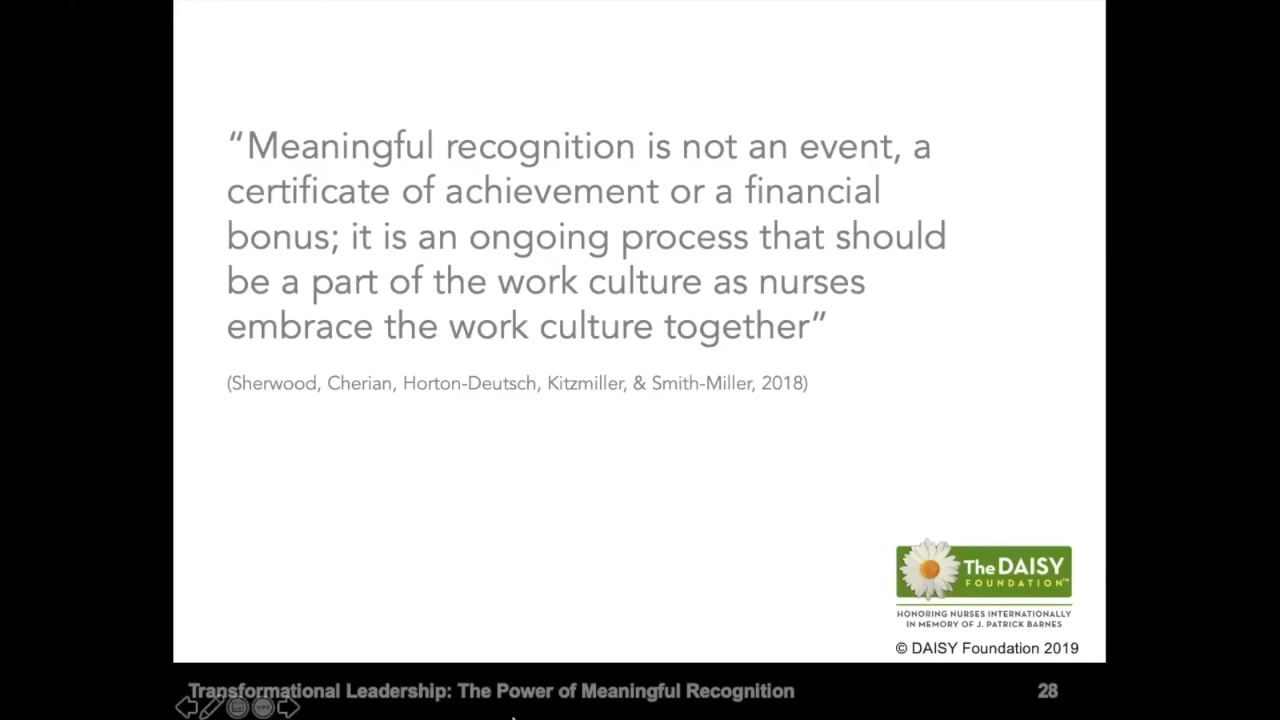 “Meaningful recognition is not an event, a
certificate of achievement or a financial
bonus; it is an ongoing process that should
be a part of the work culture as nurses
embrace the work culture together”
(Sherwood, Cherian, Horton-Deutsch, Kitzmiller, & Smith-Miller, 2018)
The DAISY
FOUNDATION™
HONORING NURSES INTERNATIONALLY
IN MEMORY OF J. PATRICK BARNES
© DAISY Foundation 2019
Transformational Leadership: The Power of Meaningful Recognition 28